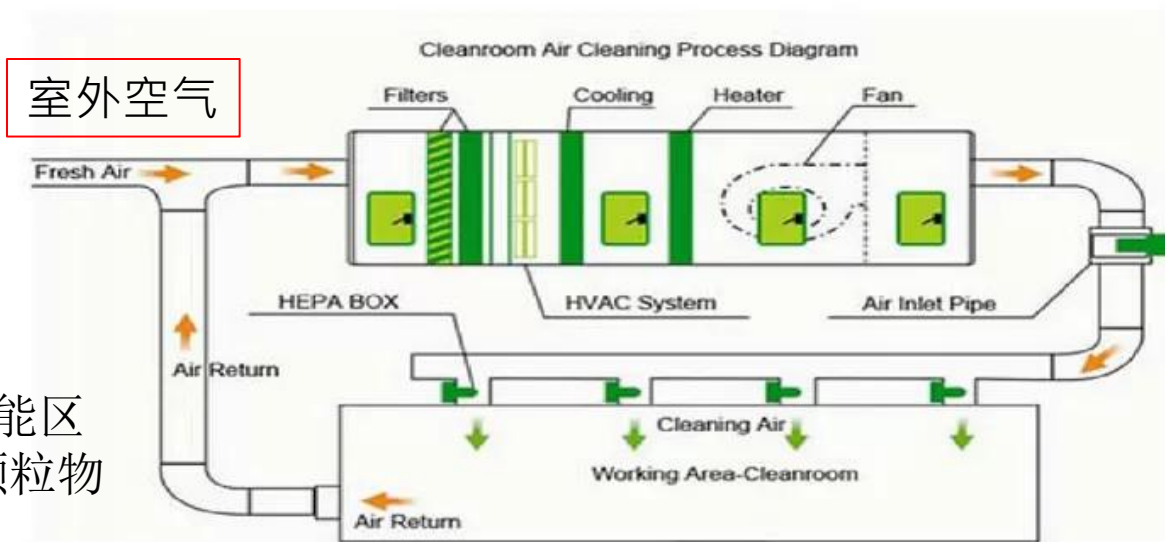 Cleanroom Air Cleaning Process Diagram
室外空气
Filters
Cooling
Heater
Fan
Fresh Air
HEPA BOX
HVAC System
Air Inlet Pipe
Air Return
能区
颗粒物
Cleaning Air
Working Area-Cleanroom
Air Return